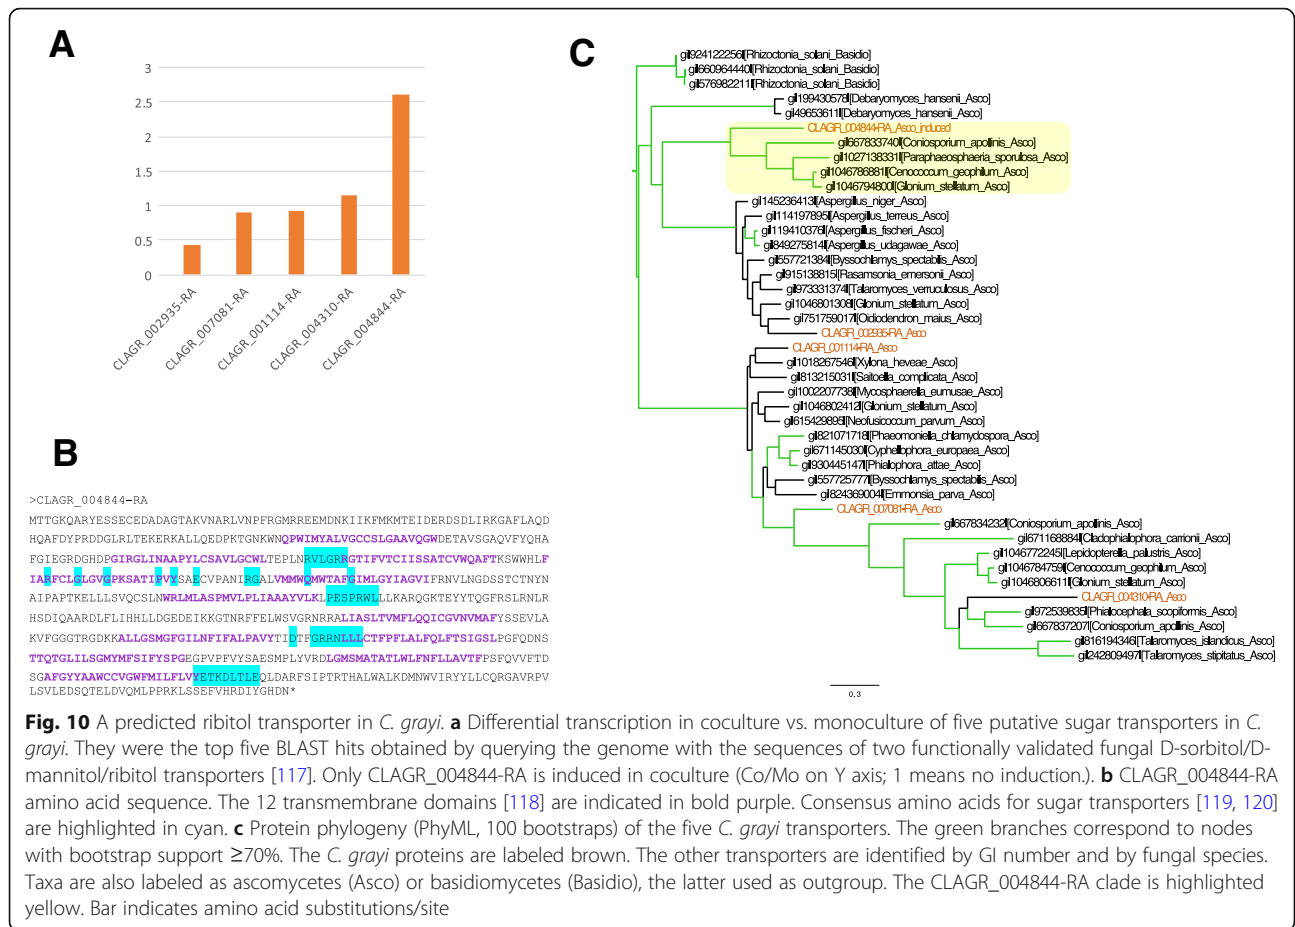 A
3
2.5
2
1.5
1
0.5
0
CLAGR_002935-RA
CLAGR_007081-RA
CLAGR_001114-RA
CLAGR_004310-RA
CLAGR_004844-RA
B
>CLAGR_004844-RA
MTTGKQARYESSECEDADADAGTAKVNARLVNPFRGMRREEMDNKIIKFMKMTEIDERDSDLIRKGAFLAQD
HQAFDYPRDDGLRLTEKERKALLQEDPKTGNKWNQPWIMYALVGCCSLGAAVQGWDETAVSGAQLFYQKEF
FGIEGRDGHDPGIRGLINAAPYLCSAVLGCWLTEPLNRVLGRRGTIFVTCIISSATCVWQAFTKSWWYQHLF
IARFCLGLGVGPKSATIPVYSAECVPANIRGALVMMWQMWTAFGIMLGYIAGVIFRNVLNGDSSTCTNYN
AIPAPTKELLLSVQCSLNWRLMLASPMVLPLIAAAYVLKLPESPRWLLLKARQGKTEYYTQGFRSLRNLR
HSDIQAARDLFLIHHLLDGEDEIKKGTNRFFELWSVGRNRRALIASLTVMFLQQICGVNVMAFYSSEVLA
KVFGGGTRGDKKALLGSMGFGILNFIFALPAVYTIDTFGRRNLLLCTFPFLALFQLFTSIGSLPGFQDNS
TTQTGLILSGMYMFSIFYSPGEGPVPFVYSAESMPLYVRDLGMSMATATLWLFNFLLAVTFPSFQVVFTD
SGAFGYYAAWCCVGWFMILFLVYETKDLTLEQLDARFSIPTRTHALWALKDMNWVIRYYLLCQRGAVRPV
LSVLEDSQTELDVQMLPPRKLSSEFVHRDIYGHDN*
C
gi|924122256|[Rhizoctonia_solani_Basidio]
gi|660964440|[Rhizoctonia_solani_Basidio]
gi|576982211|[Rhizoctonia_solani_Basidio]
gi|199430578|[Debaryomyces_hansenii_Asco]
gi|49653611|[Debaryomyces_hansenii_Asco]
CLAGR_004844-RA_Asco_induced
gi|667833740|[Coniosporium_apollinis_Asco]
gi|1027138331|[Paraphaeosphaeria_sporulosa_Asco]
gi|1046786881|[Cenococcum_geophilum_Asco]
gi|1046794800|[Glonium_stellatum_Asco]
gi|145236413|[Aspergillus_niger_Asco]
gi|114197895|[Aspergillus_terreus_Asco]
gi|119410376|[Aspergillus_fischeri_Asco]
gi|849275814|[Aspergillus_udagawae_Asco]
gi|557721384|[Byssochlamys_spectabilis_Asco]
gi|915138815|[Rasamsonia_emersonii_Asco]
gi|973331374|[Talaromyces_verruculosus_Asco]
gi|1046801308|[Glonium_stellatum_Asco]
gi|751759017|[Oidiodendron_maius_Asco]
CLAGR_002935-RA_Asco
CLAGR_001114-RA_Asco
gi|1018267546|[Xylona_heveae_Asco]
gi|813215031|[Saitoella_complicata_Asco]
gi|1002207738|[Mycosphaerella_eumusae_Asco]
gi|1046802412|[Glonium_stellatum_Asco]
gi|615429895|[Neofusicoccum_parvum_Asco]
gi|821071718|[Phaeomoniella_chlamydospora_Asco]
gi|671145030|[Cyphellophora_europaea_Asco]
gi|930445147|[Phialophora_attae_Asco]
gi|557725777|[Byssochlamys_spectabilis_Asco]
gi|824369004|[Emmonsia_parva_Asco]
CLAGR_007081-RA_Asco
gi|667834232|[Coniosporium_apollinis_Asco]
gi|671168884|[Cladophialophora_carrionii_Asco]
gi|1046772245|[Lepidopterella_palustris_Asco]
gi|1046784759|[Cenococcum_geophilum_Asco]
gi|1046806611|[Glonium_stellatum_Asco]
CLAGR_004310-RA_Asco
gi|972539835|[Phialocephala_scopiformis_Asco]
gi|667837207|[Coniosporium_apollinis_Asco]
gi|816194346|[Talaromyces_islandicus_Asco]
gi|242809497|[Talaromyces_stipitatus_Asco]
0.3
Fig. 10 A predicted ribitol transporter in C. grayi. a Differential transcription in coculture vs. monoculture of five putative sugar transporters in C.
grayi. They were the top five BLAST hits obtained by querying the genome with the sequences of two functionally validated fungal D-sorbitol/D-
mannitol/ribitol transporters [117]. Only CLAGR_004844-RA is induced in coculture (Co/Mo on Y axis; 1 means no induction.). b CLAGR_004844-RA
amino acid sequence. The 12 transmembrane domains [118] are indicated in bold purple. Consensus amino acids for sugar transporters [119, 120]
are highlighted in cyan. c Protein phylogeny (PhyML, 100 bootstraps) of the five C. grayi transporters. The green branches correspond to nodes
with bootstrap support ≥70%. The C. grayi proteins are labeled brown. The other transporters are identified by GI number and by fungal species.
Taxa are also labeled as ascomycetes (Asco) or basidiomycetes (Basidio), the latter used as outgroup. The CLAGR_004844-RA clade is highlighted
yellow. Bar indicates amino acid substitutions/site